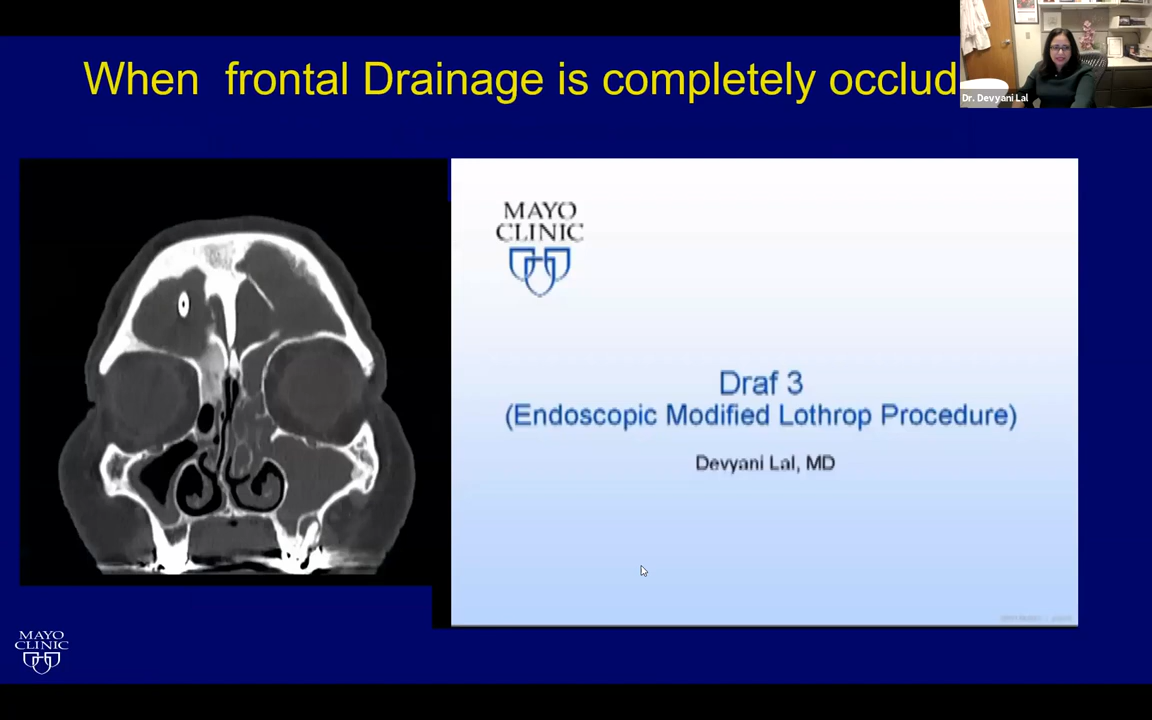 When  frontal Drainage is completely occlud
Dr. Devyani Lal
MAYO
CLINIC
Draf 3
(Endoscopic Modified Lothrop Procedure)
Devyani Lal, MD
MAYO
CLINIC